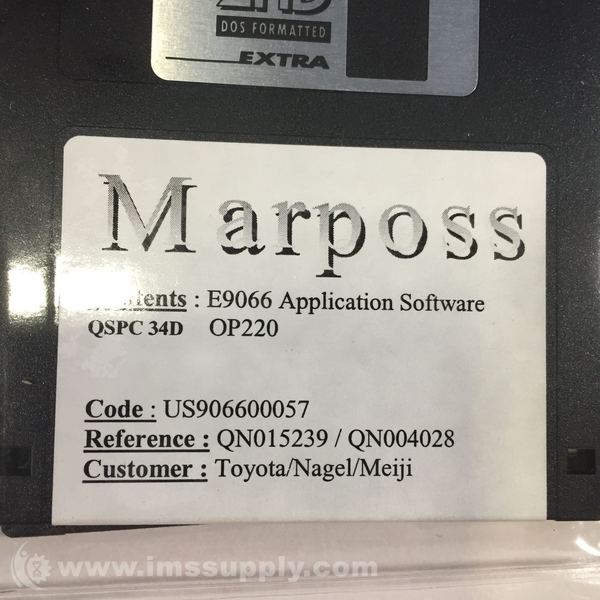 DOS FORMATTED
EXTRA
Marposs
: E9066 Application Software
QSPC 34D OP220
Code : US906600057
Reference : QN015239 / QN004028
Customer : Toyota/Nagel/Meiji
www.imssupply.com